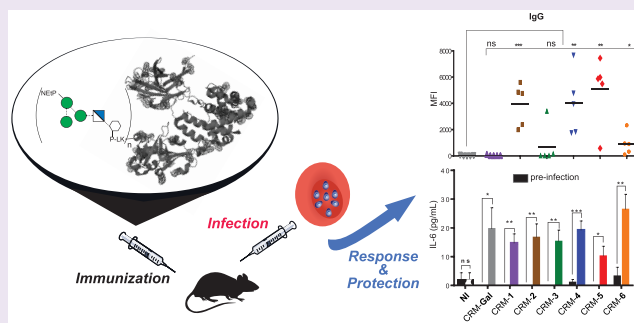 NEtP
P-LK
n
Immunization
Infection
Response
&
Protection
IgG
ns *** ns ** ** *
MFI
8000
6000
4000
2000
0
pre-infection
IL-6 (pg/mL)
4.0
3.0
2.0
1.0
0.0
ns * ** ** ** *** * **
NI CRM-Gal CRM-1 CRM-2 CRM-3 CRM-4 CRM-5 CRM-6